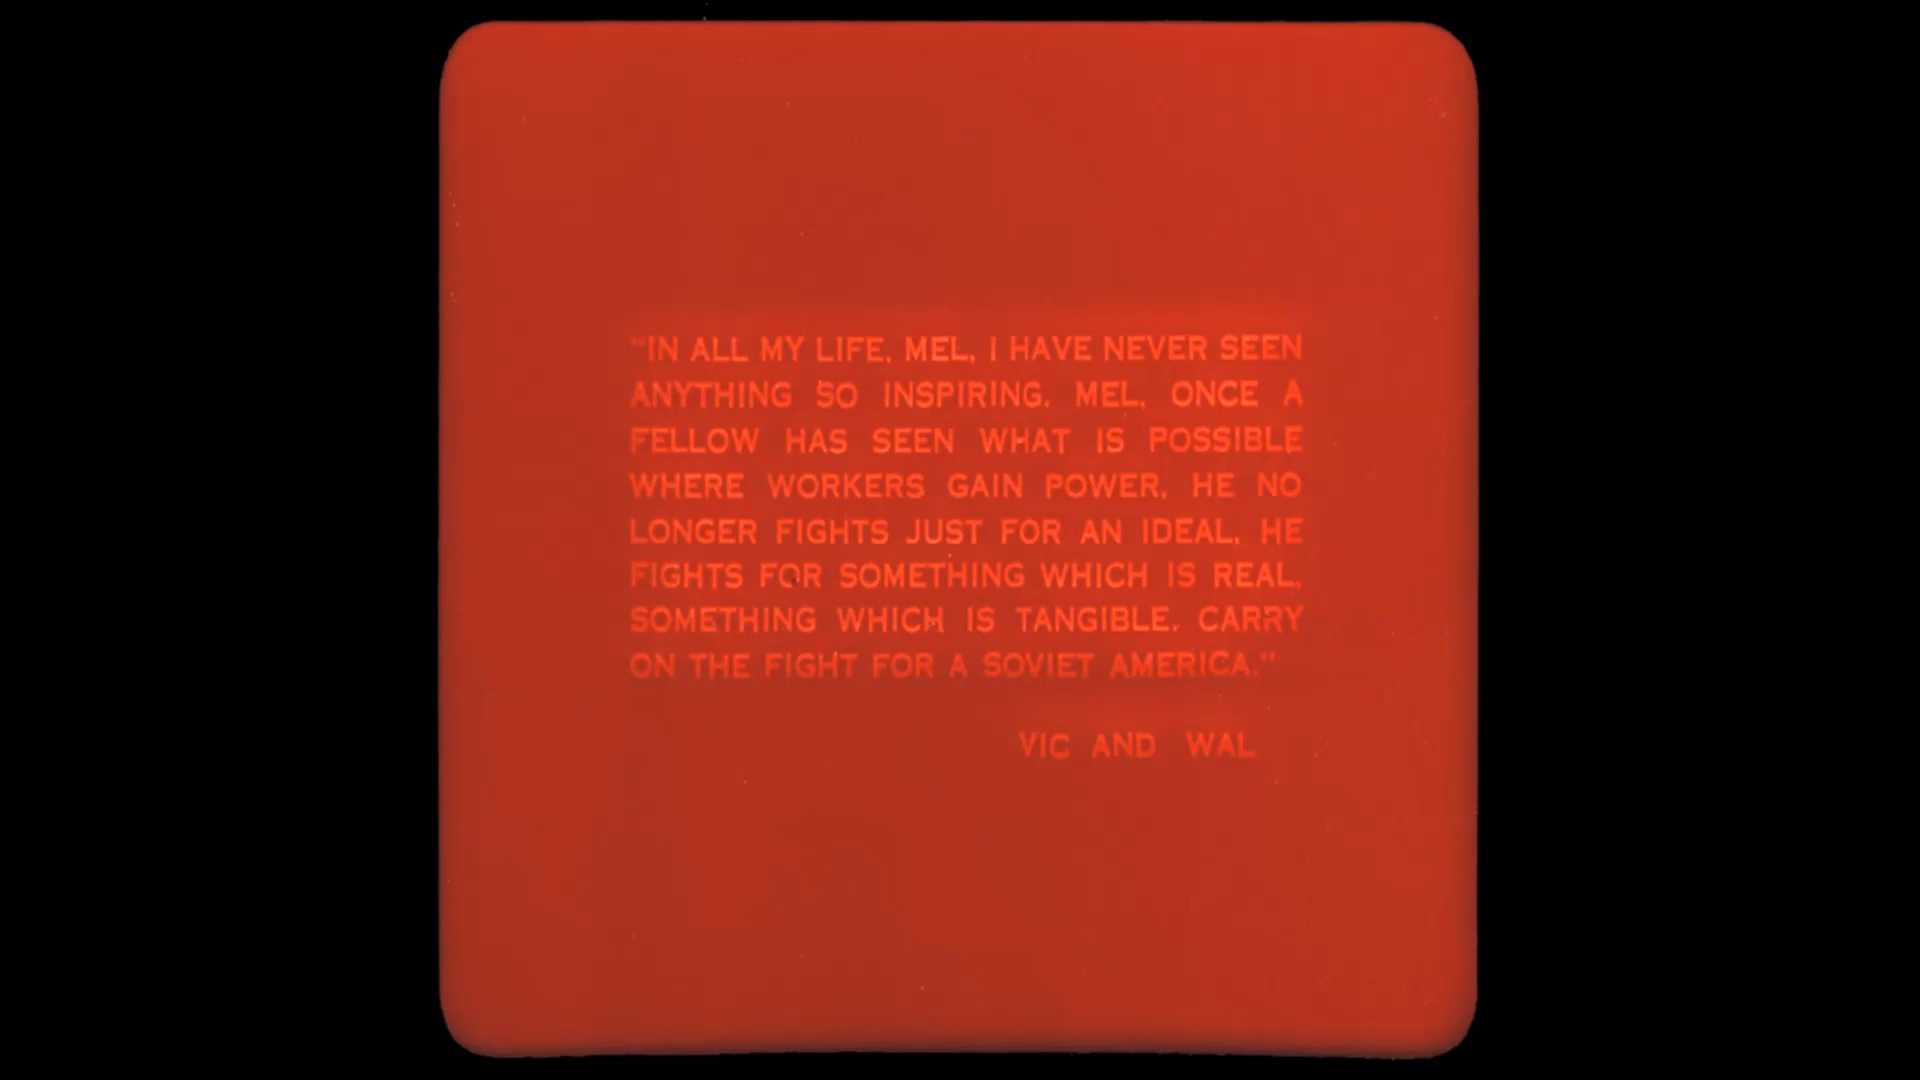 "IN ALL MY LIFE, MEL, I HAVE NEVER SEEN
ANYTHING SO INSPIRING. MEL, ONCE A
FELLOW HAS SEEN WHAT IS POSSIBLE
WHERE WORKERS GAIN POWER, HE NO
LONGER FIGHTS JUST FOR AN IDEAL, HE
FIGHTS FOR SOMETHING WHICH IS REAL,
SOMETHING WHICH IS TANGIBLE. CARRY
ON THE FIGHT FOR A SOVIET AMERICA."
VIC AND WAL